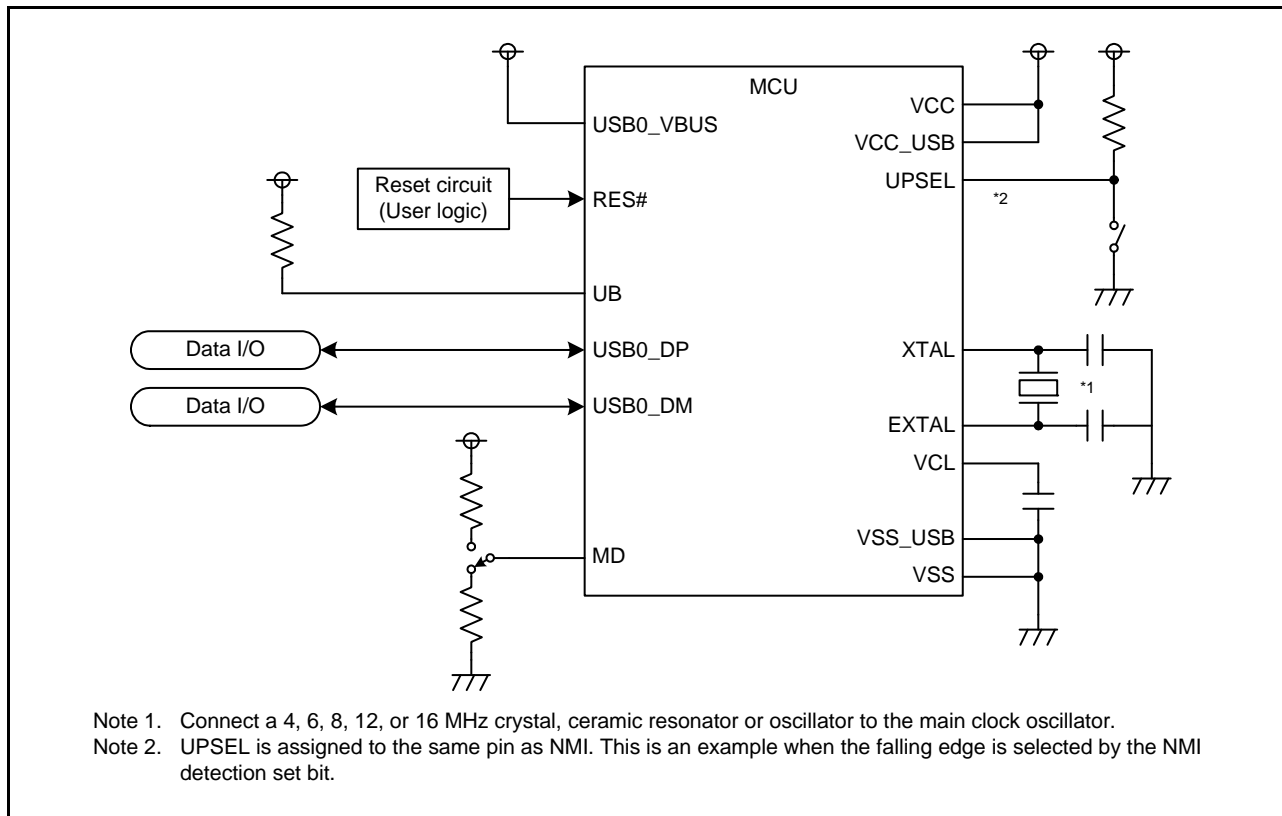 MCU
USB0_VBUS
VCC
VCC_USB
UPSEL
*2
Reset circuit
(User logic)
RES#
UB
Data I/O
USB0_DP
XTAL
*1
Data I/O
USB0_DM
EXTAL
VCL
VSS_USB
MD
VSS
Note 1. Connect a 4, 6, 8, 12, or 16 MHz crystal, ceramic resonator or oscillator to the main clock oscillator.
Note 2. UPSEL is assigned to the same pin as NMI. This is an example when the falling edge is selected by the NMI
detection set bit.